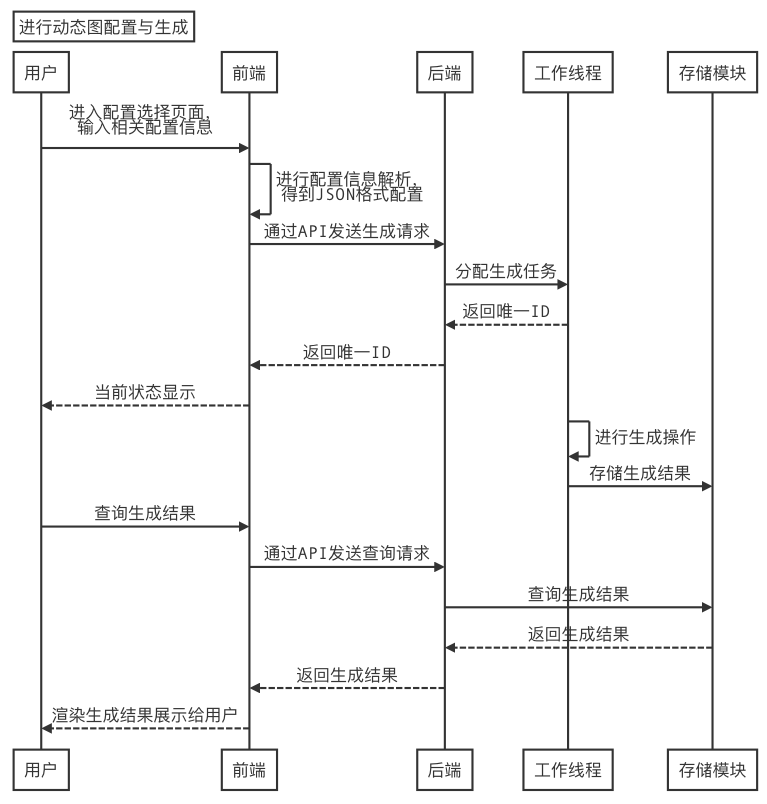 进行动态图配置与生成
用户
前端
后端
工作线程
存储模块
进入配置选择页面,
输入相关配置信息
进行配置信息解析,
得到JSON格式配置
通过API发送生成请求
分配生成任务
返回唯一ID
返回唯一ID
当前状态显示
进行生成操作
存储生成结果
查询生成结果
通过API发送查询请求
查询生成结果
返回生成结果
返回生成结果
渲染生成结果展示给用户
用户
前端
后端
工作线程
存储模块